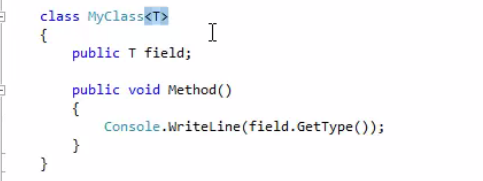 class MyClass<T>
{
    public T field;
    public void Method()
    {
        Console.WriteLine(field.GetType());
    }
}